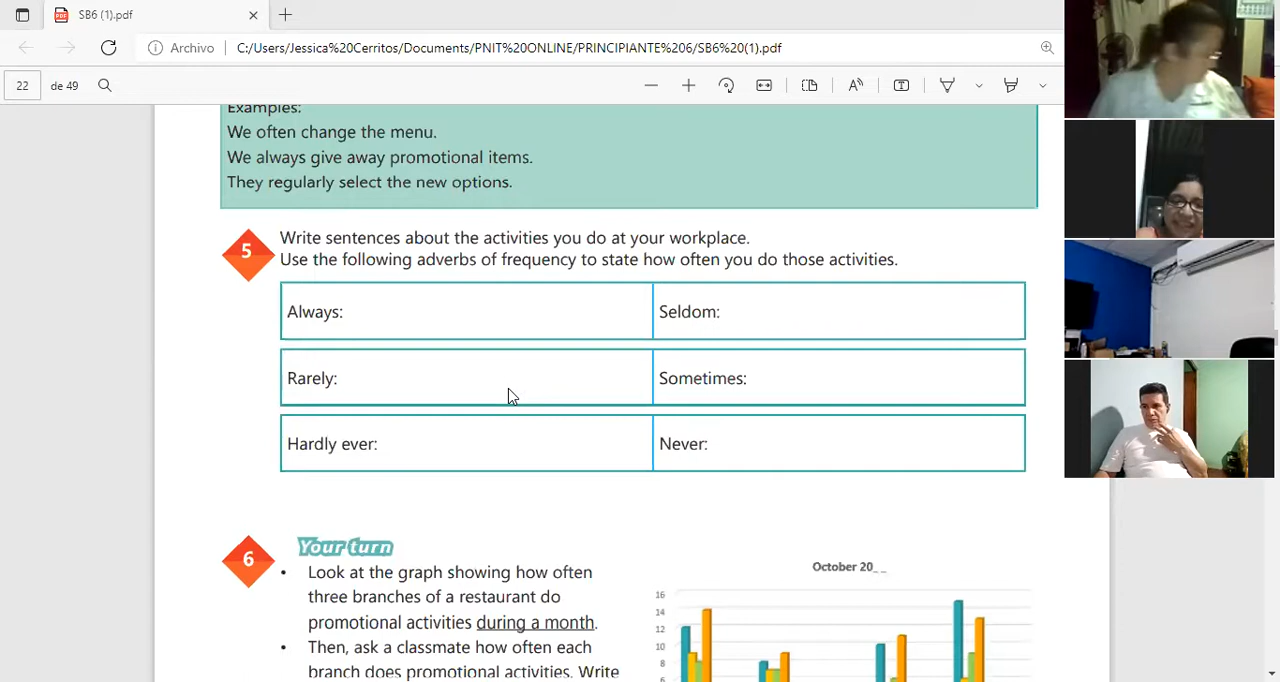 SB6 (1).pdf
Archivo
C:/Users/Jessica%20Cerritos/Documents/PNIT%20ONLINE/PRINCIPIANTE%206/SB6%20(1).pdf
22 de 49
Examples:
We often change the menu.
We always give away promotional items.
They regularly select the new options.
5
Write sentences about the activities you do at your workplace.
Use the following adverbs of frequency to state how often you do those activities.
Always:
Seldom:
Rarely:
Sometimes:
Hardly ever:
Never:
6
Your turn
• Look at the graph showing how often
three branches of a restaurant do
promotional activities during a month.
• Then, ask a classmate how often each
branch does promotional activities. Write
October 20_ _
16
14
12
10
8